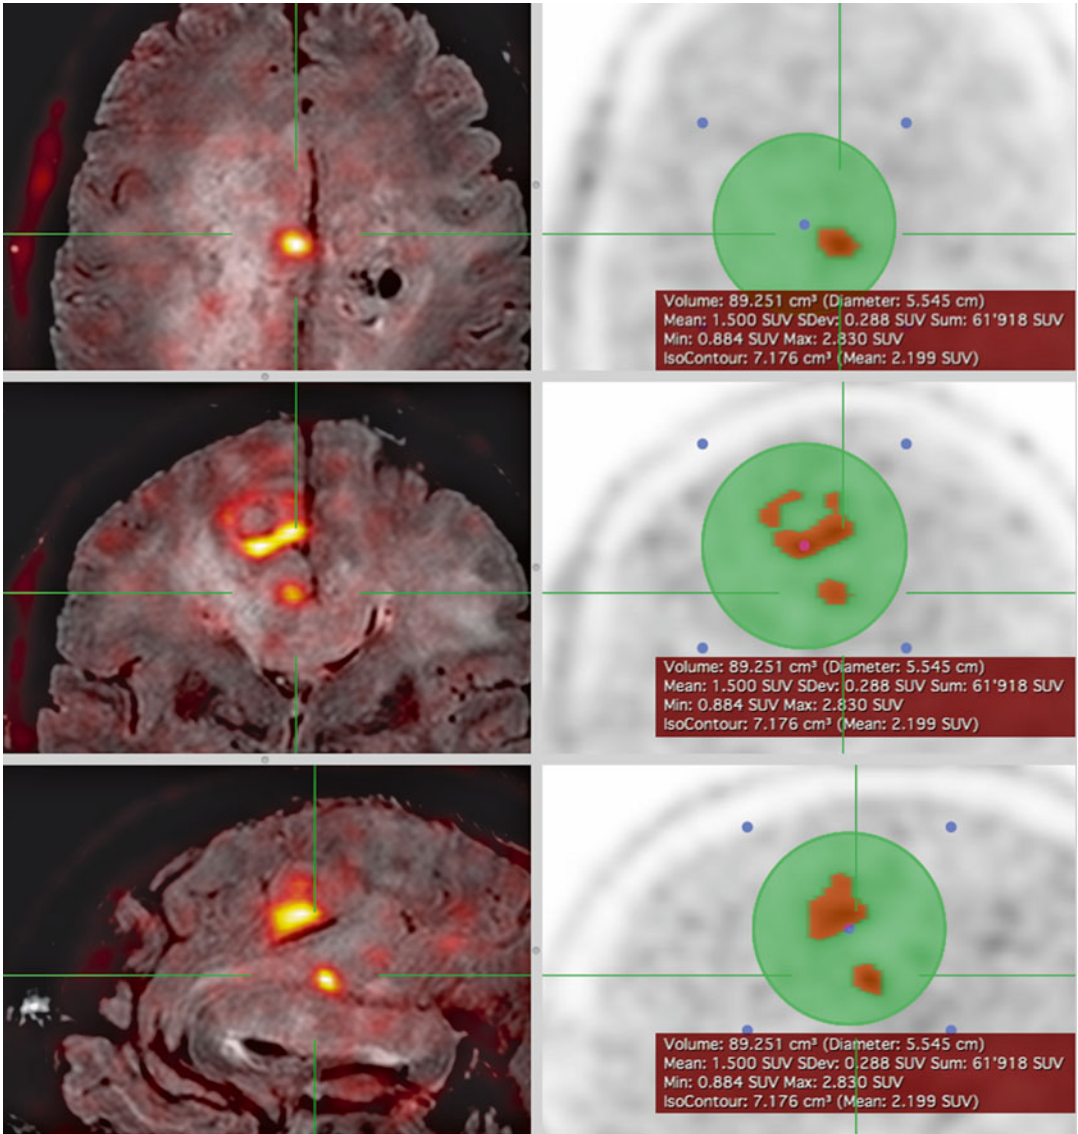 Volume: 89.251 cm³ (Diameter: 5.545 cm)
Mean: 1.500 SUV SDev: 0.288 SUV Sum: 61'918 SUV
Min: 0.884 SUV Max: 2.830 SUV
IsoContour: 7.176 cm³ (Mean: 2.199 SUV)
Volume: 89.251 cm³ (Diameter: 5.545 cm)
Mean: 1.500 SUV SDev: 0.288 SUV Sum: 61'918 SUV
Min: 0.884 SUV Max: 2.830 SUV
IsoContour: 7.176 cm³ (Mean: 2.199 SUV)
Volume: 89.251 cm³ (Diameter: 5.545 cm)
Mean: 1.500 SUV SDev: 0.288 SUV Sum: 61'918 SUV
Min: 0.884 SUV Max: 2.830 SUV
IsoContour: 7.176 cm³ (Mean: 2.199 SUV)